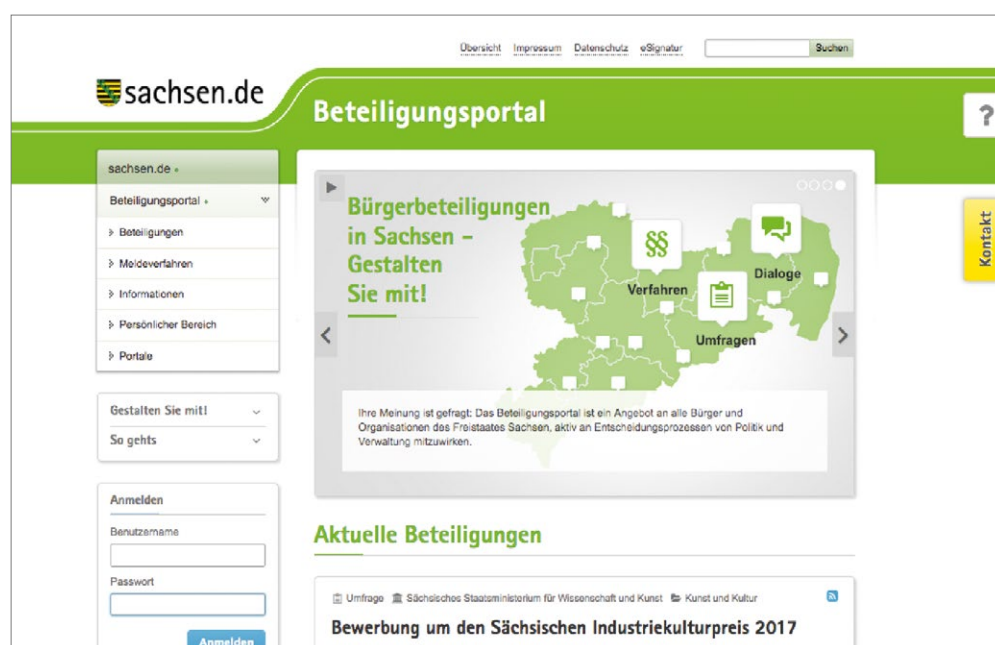 Übersicht Impressum Datenschutz eSignatur Suchen
sachsen.de
Beteiligungsportal
?
sachsen.de
Beteiligungsportal
Beteiligungen
Meldeverfahren
Informationen
Persönlicher Bereich
Portale
Gestalten Sie mit!
So gehts
Anmelden
Benutzername
Passwort
Anmelden
Bürgerbeteiligungen
in Sachsen –
Gestalten
Sie mit!
§§
Verfahren
Dialoge
Umfragen
Ihre Meinung ist gefragt: Das Beteiligungsportal ist ein Angebot an alle Bürger und
Organisationen des Freistaates Sachsen, aktiv an Entscheidungsprozessen von Politik und
Verwaltung mitzuwirken.
Kontakt
Aktuelle Beteiligungen
Umfrage Sächsisches Staatsministerium für Wissenschaft und Kunst Kunst und Kultur
Bewerbung um den Sächsischen Industriekulturpreis 2017